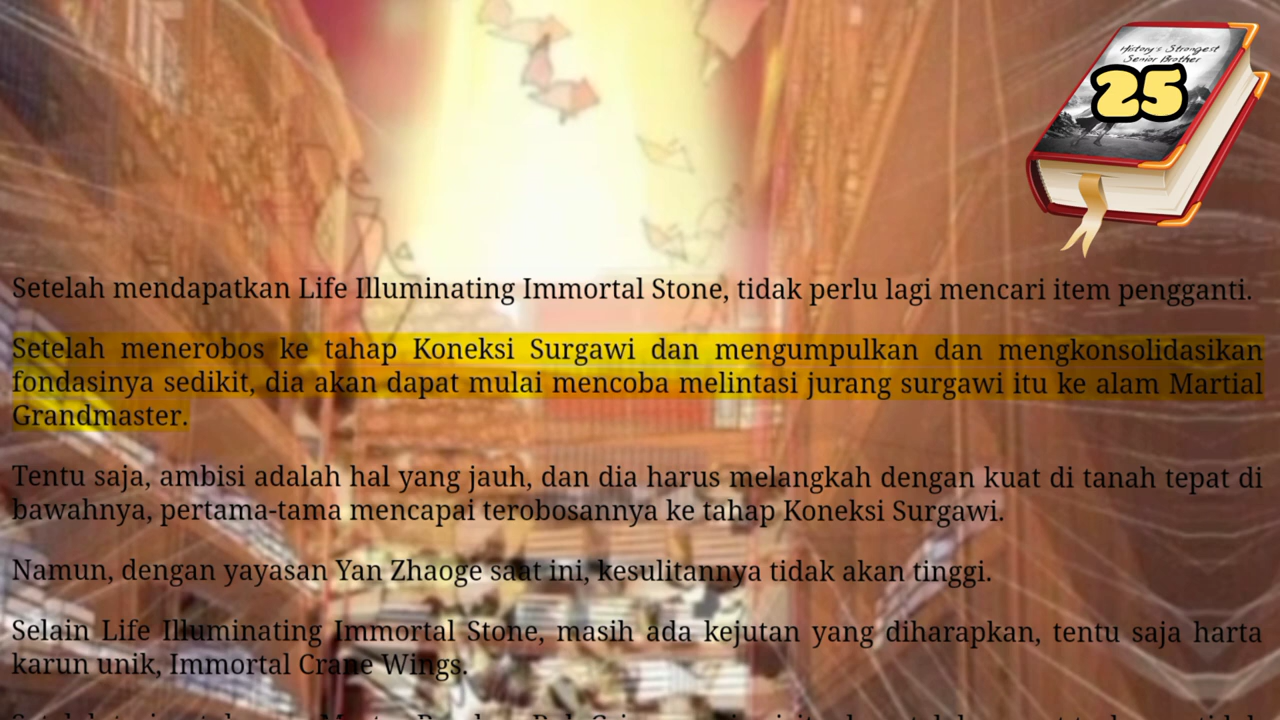 History's Strongest
Senior Brother
25
Setelah mendapatkan Life Illuminating Immortal Stone, tidak perlu lagi mencari item pengganti.
Setelah menerobos ke tahap Koneksi Surgawi dan mengumpulkan dan mengkonsolidasikan
fondasinya sedikit, dia akan dapat mulai mencoba melintasi jurang surgawi itu ke alam Martial
Grandmaster.
Tentu saja, ambisi adalah hal yang jauh, dan dia harus melangkah dengan kuat di tanah tepat di
bawahnya, pertama-tama mencapai terobosannya ke tahap Koneksi Surgawi.
Namun, dengan yayasan Yan Zhaoge saat ini, kesulitannya tidak akan tinggi.
Selain Life Illuminating Immortal Stone, masih ada kejutan yang diharapkan, tentu saja harta
karun unik, Immortal Crane Wings.